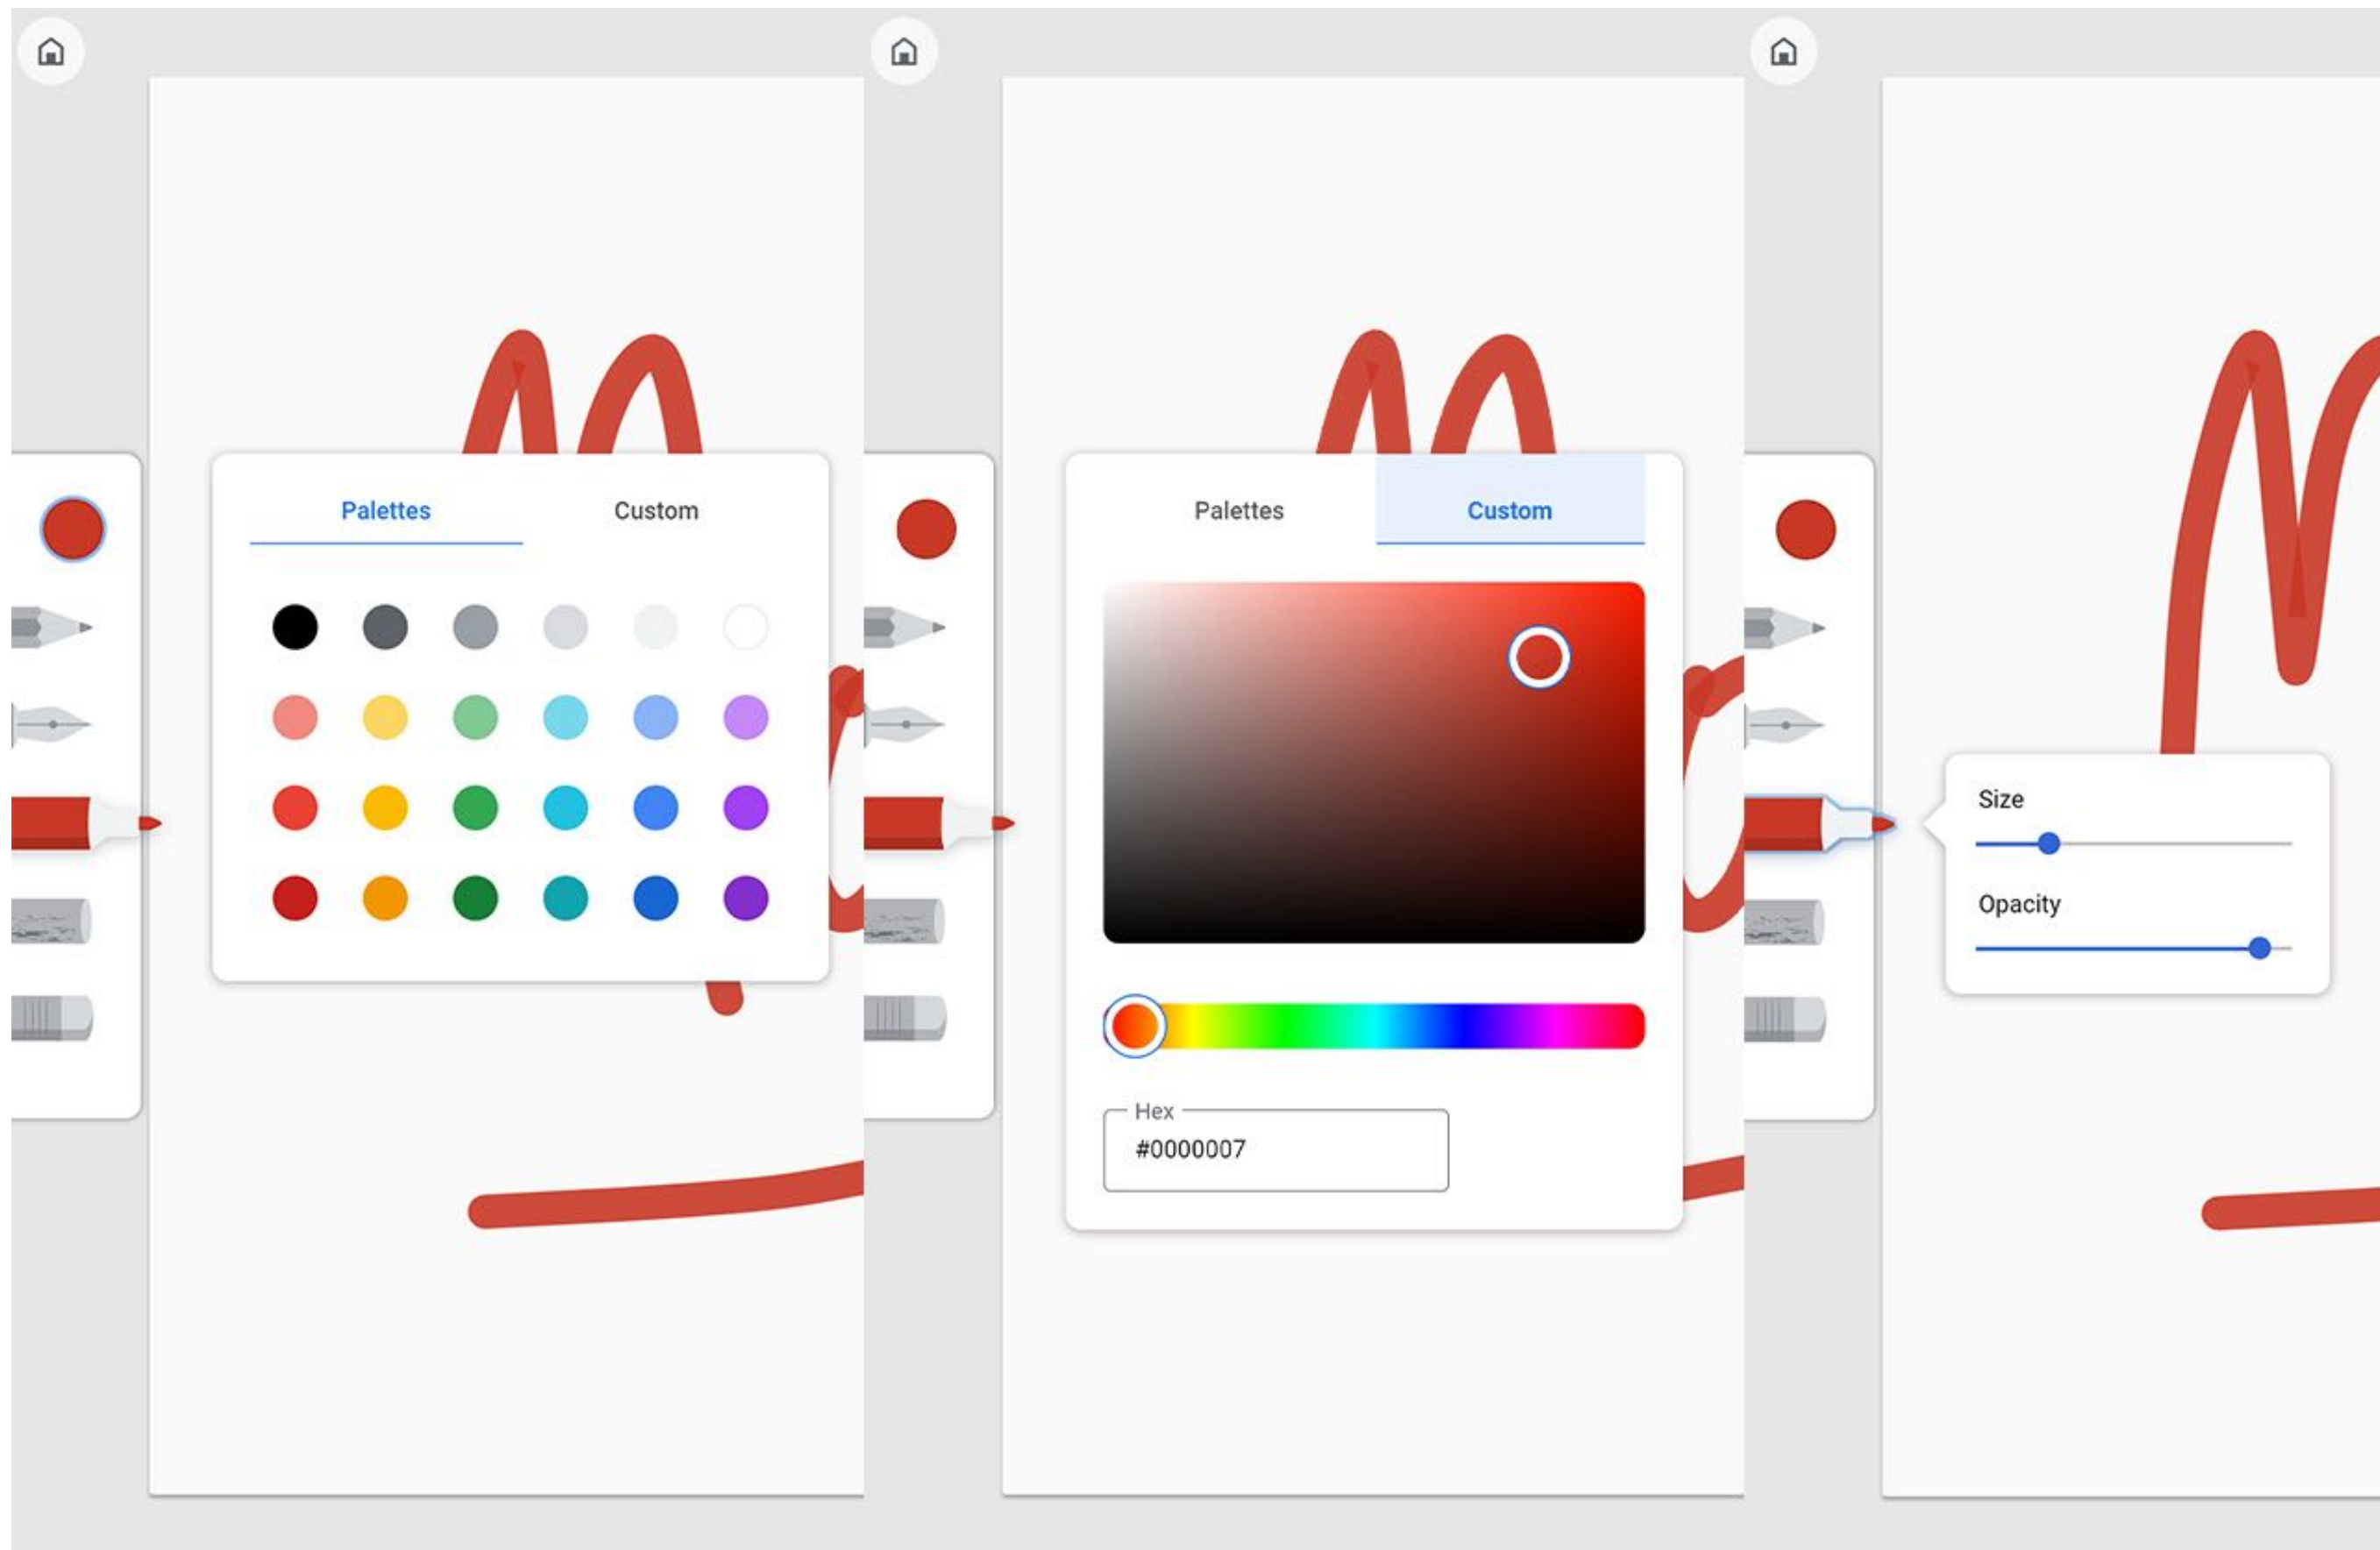 Palettes Custom
Palettes Custom
Hex
#0000007
Size
Opacity